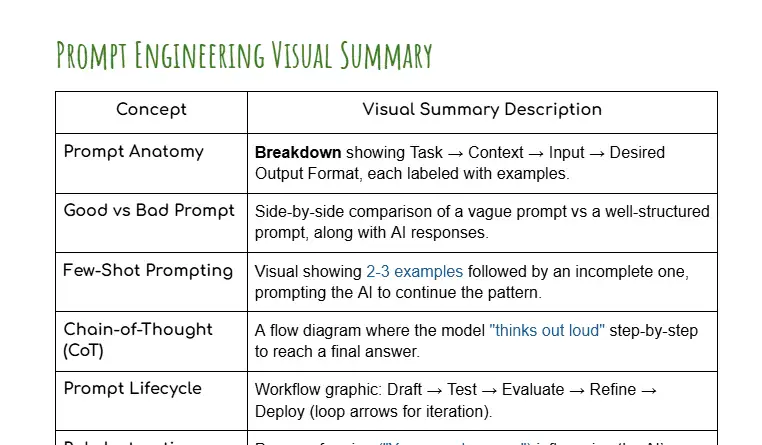 Prompt Engineering Visual Summary
Concept
Visual Summary Description
Prompt Anatomy
Breakdown showing Task → Context → Input → Desired
Output Format, each labeled with examples.
Good vs Bad Prompt
Side-by-side comparison of a vague prompt vs a well-structured
prompt, along with AI responses.
Few-Shot Prompting
Visual showing 2-3 examples followed by an incomplete one,
prompting the AI to continue the pattern.
Chain-of-Thought
(CoT)
A flow diagram where the model "thinks out loud" step-by-step
to reach a final answer.
Prompt Lifecycle
Workflow graphic: Draft → Test → Evaluate → Refine →
Deploy (loop arrows for iteration).